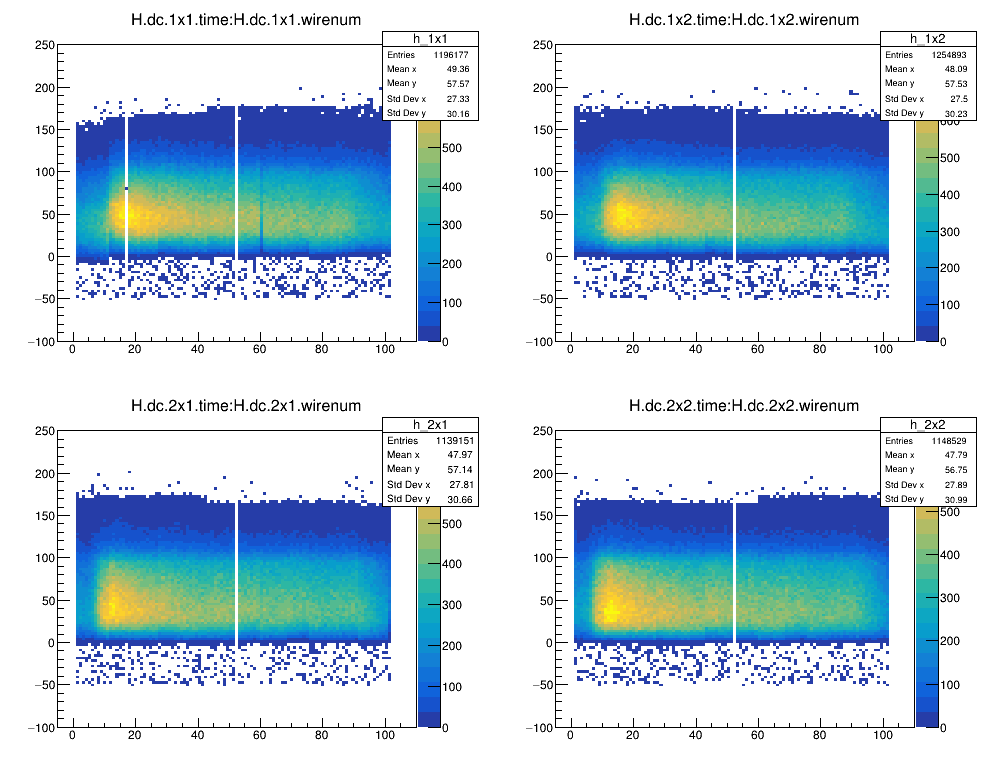 H.dc.1x1.time:H.dc.1x1.wirenum
h_1x1
Entries 1196177
Mean x 49.36
Mean y 57.57
Std Dev x 27.33
Std Dev y 30.16
250
200
150
100
50
0
−50
−100
0 20 40 60 80 100
500
400
300
200
100
0
H.dc.1x2.time:H.dc.1x2.wirenum
h_1x2
Entries 1254893
Mean x 48.09
Mean y 57.53
Std Dev x 27.5
Std Dev y 30.23
250
200
150
100
50
0
−50
−100
0 20 40 60 80 100
600
500
400
300
200
100
0
H.dc.2x1.time:H.dc.2x1.wirenum
h_2x1
Entries 1139151
Mean x 47.97
Mean y 57.14
Std Dev x 27.81
Std Dev y 30.66
250
200
150
100
50
0
−50
−100
0 20 40 60 80 100
500
400
300
200
100
0
H.dc.2x2.time:H.dc.2x2.wirenum
h_2x2
Entries 1148529
Mean x 47.79
Mean y 56.75
Std Dev x 27.89
Std Dev y 30.99
250
200
150
100
50
0
−50
−100
0 20 40 60 80 100
500
400
300
200
100
0